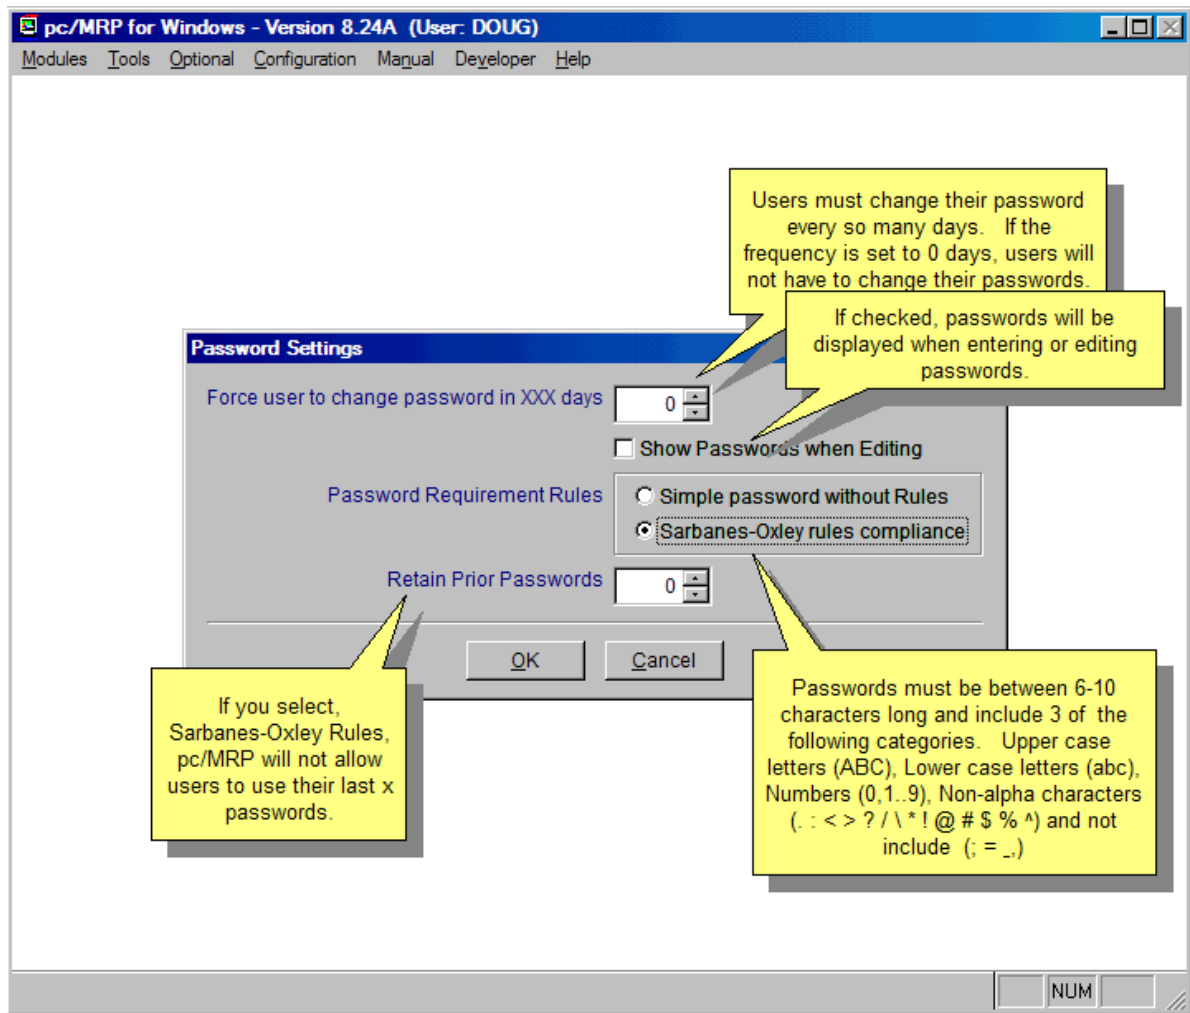 pc/MRP for Windows - Version 8.24A (User: DOUG)
Modules Tools Optional Configuration Manual Developer Help
Users must change their password
every so many days. If the
frequency is set to 0 days, users will
not have to change their passwords.
If checked, passwords will be
displayed when entering or editing
passwords.
Password Settings
Force user to change password in XXX days 0
Show Passwords when Editing
Password Requirement Rules
Simple password without Rules
Sarbanes-Oxley rules compliance
Retain Prior Passwords 0
OK Cancel
If you select,
Sarbanes-Oxley Rules,
pc/MRP will not allow
users to use their last x
passwords.
Passwords must be between 6-10
characters long and include 3 of the
following categories. Upper case
letters (ABC), Lower case letters (abc),
Numbers (0,1..9), Non-alpha characters
(. : < > ? / \ * ! @ # $ % ^) and not
include (; = _,)
NUM